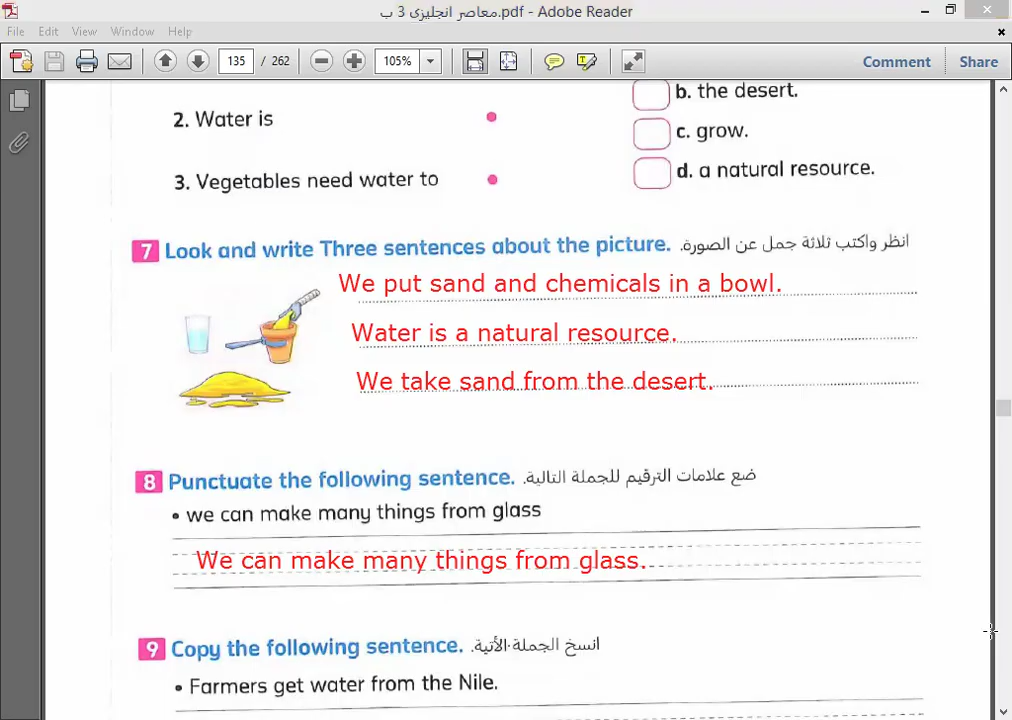 معاصر انجليزى 3 ب.pdf - Adobe Reader
File Edit View Window Help
135 / 262 105% Comment Share
b. the desert.
2. Water is
c. grow.
d. a natural resource.
3. Vegetables need water to
7 Look and write Three sentences about the picture. انظر واكتب ثلاثة جمل عن الصورة.
We put sand and chemicals in a bowl.
Water is a natural resource.
We take sand from the desert.
8 Punctuate the following sentence. ضع علامات الترقيم للجملة التالية.
• we can make many things from glass
We can make many things from glass.
9 Copy the following sentence. انسخ الجملة الأتية.
• Farmers get water from the Nile.